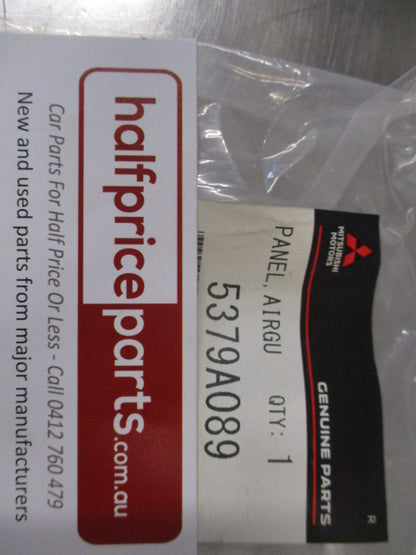 halfpriceparts.com.au
Car Parts For Half Price Or Less - Call 0412 760 479
New and used parts from major manufacturers
MITSUBISHI
MOTORS
GENUINE PARTS
R
PANEL, AIRGU QTY: 1
5379A089